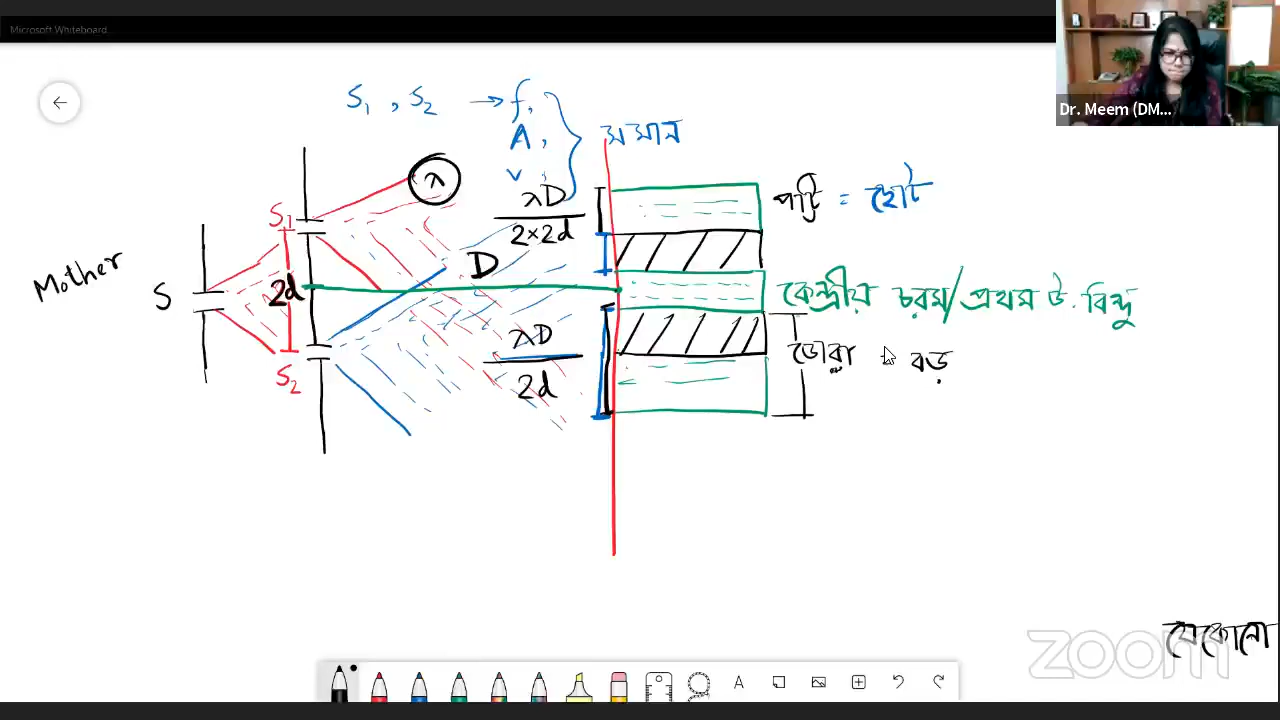 Microsoft Whiteboard...
Dr. Meem (DM...
S₁ , S₂ → f, সমান
A,
v,
λ
λD
2×2d
পট্টি = ছোট
S₁
Mother
S
2d
D
কেন্দ্রীয় চরম/প্রথম উ. বিন্দু
λD
2d
ডোরা = বড়
S₂
যেকোনো
zoom
A